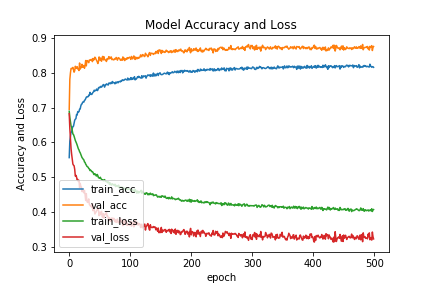 Model Accuracy and Loss
Accuracy and Loss
0.9
0.8
0.7
0.6
0.5
0.4
0.3
train_acc
val_acc
train_loss
val_loss
0 100 200 300 400 500
epoch